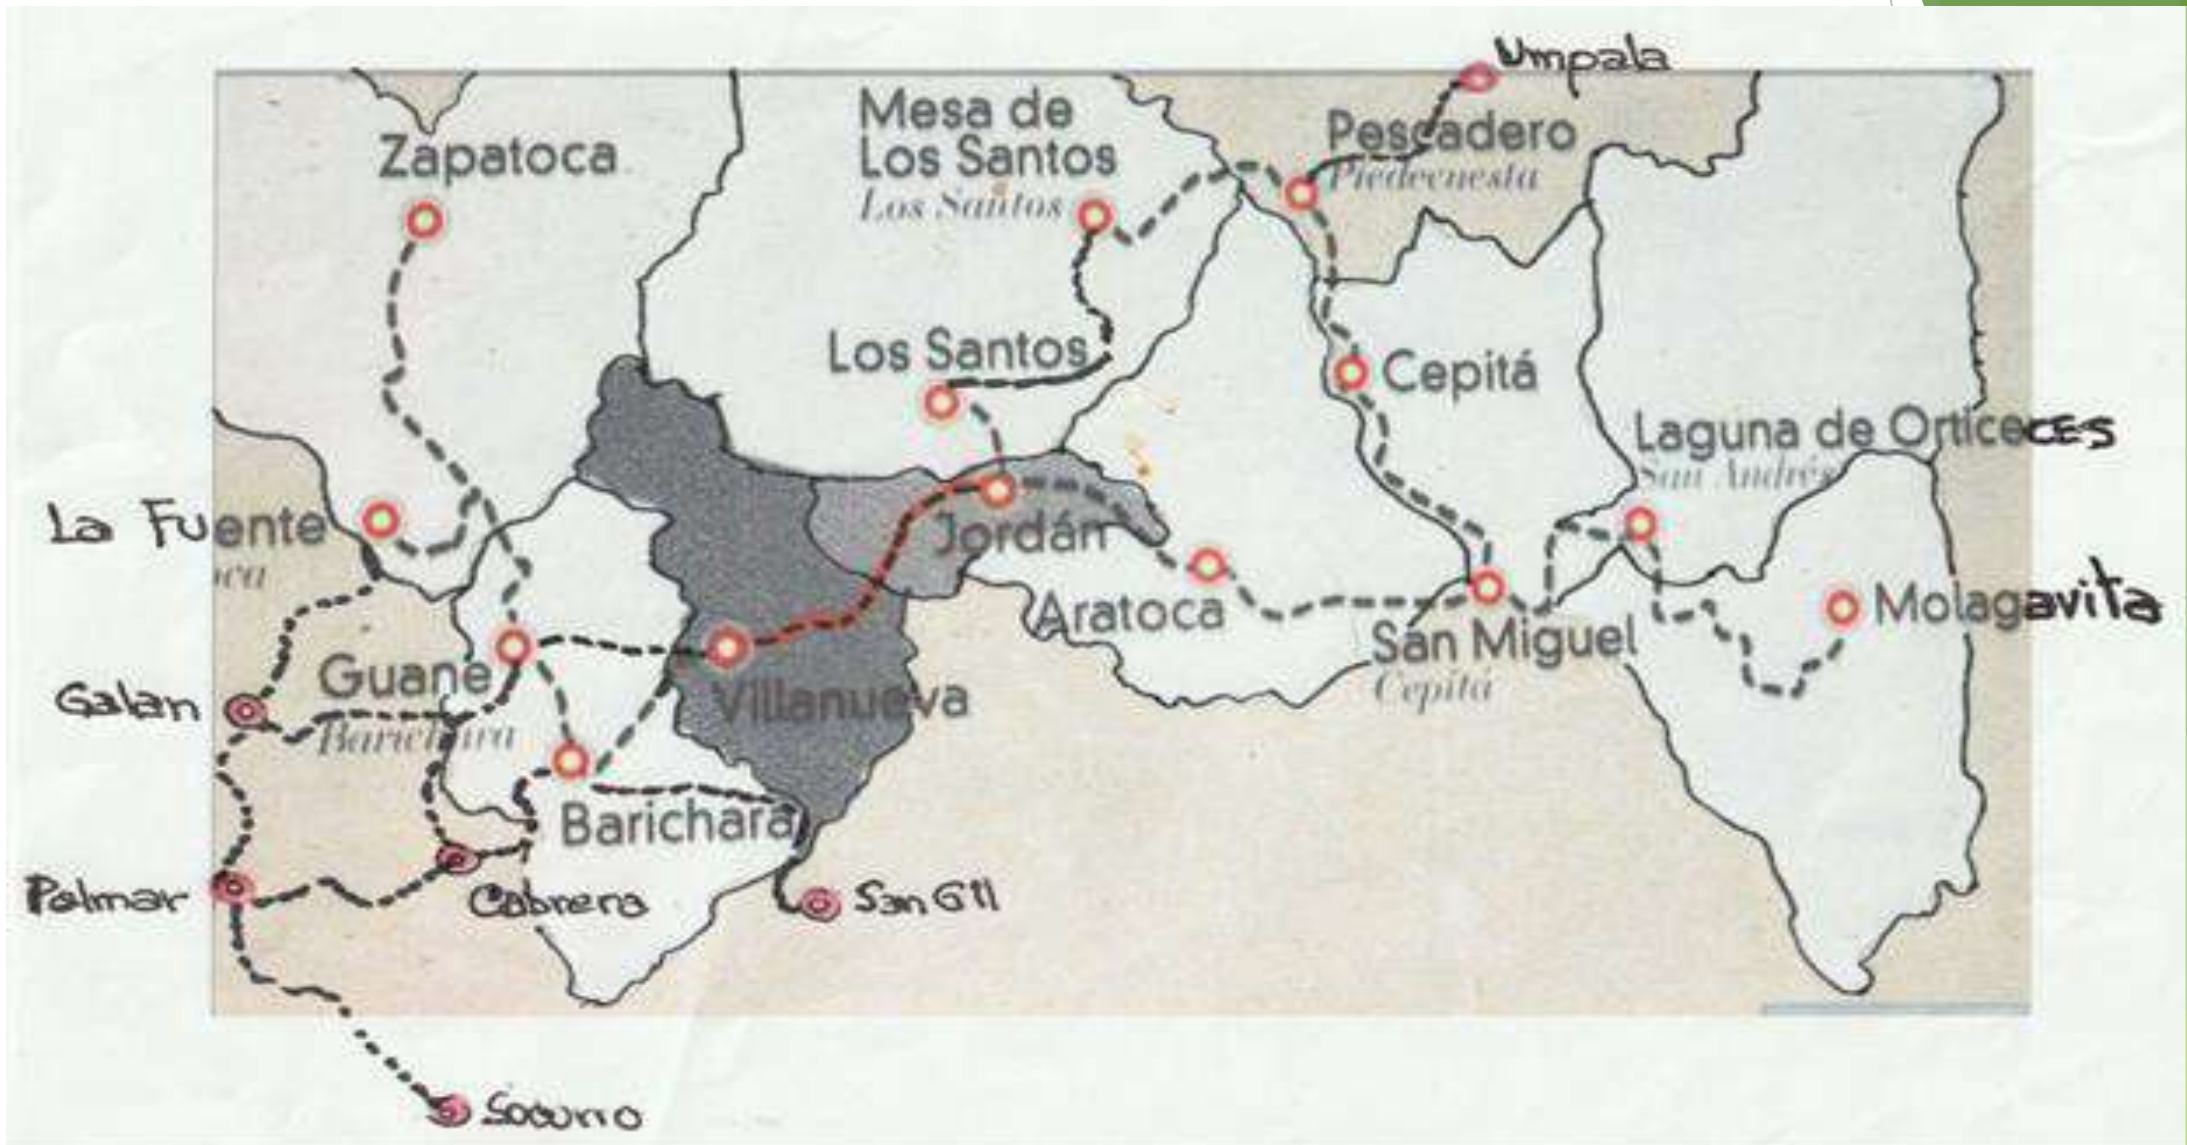 Umpala
Mesa de
Los Santos
Los Santos
Pescadero
Piedecuesta
Zapatoca
Los Santos
Cepitá
Laguna de Orticeces
San Andrés
La Fuente
Jordán
Aratoca
Molagavita
San Miguel
Cepitá
Guane
Barichara
Galan
Villanueva
Barichara
Palmar
Cabrera
San Gil
Socurro